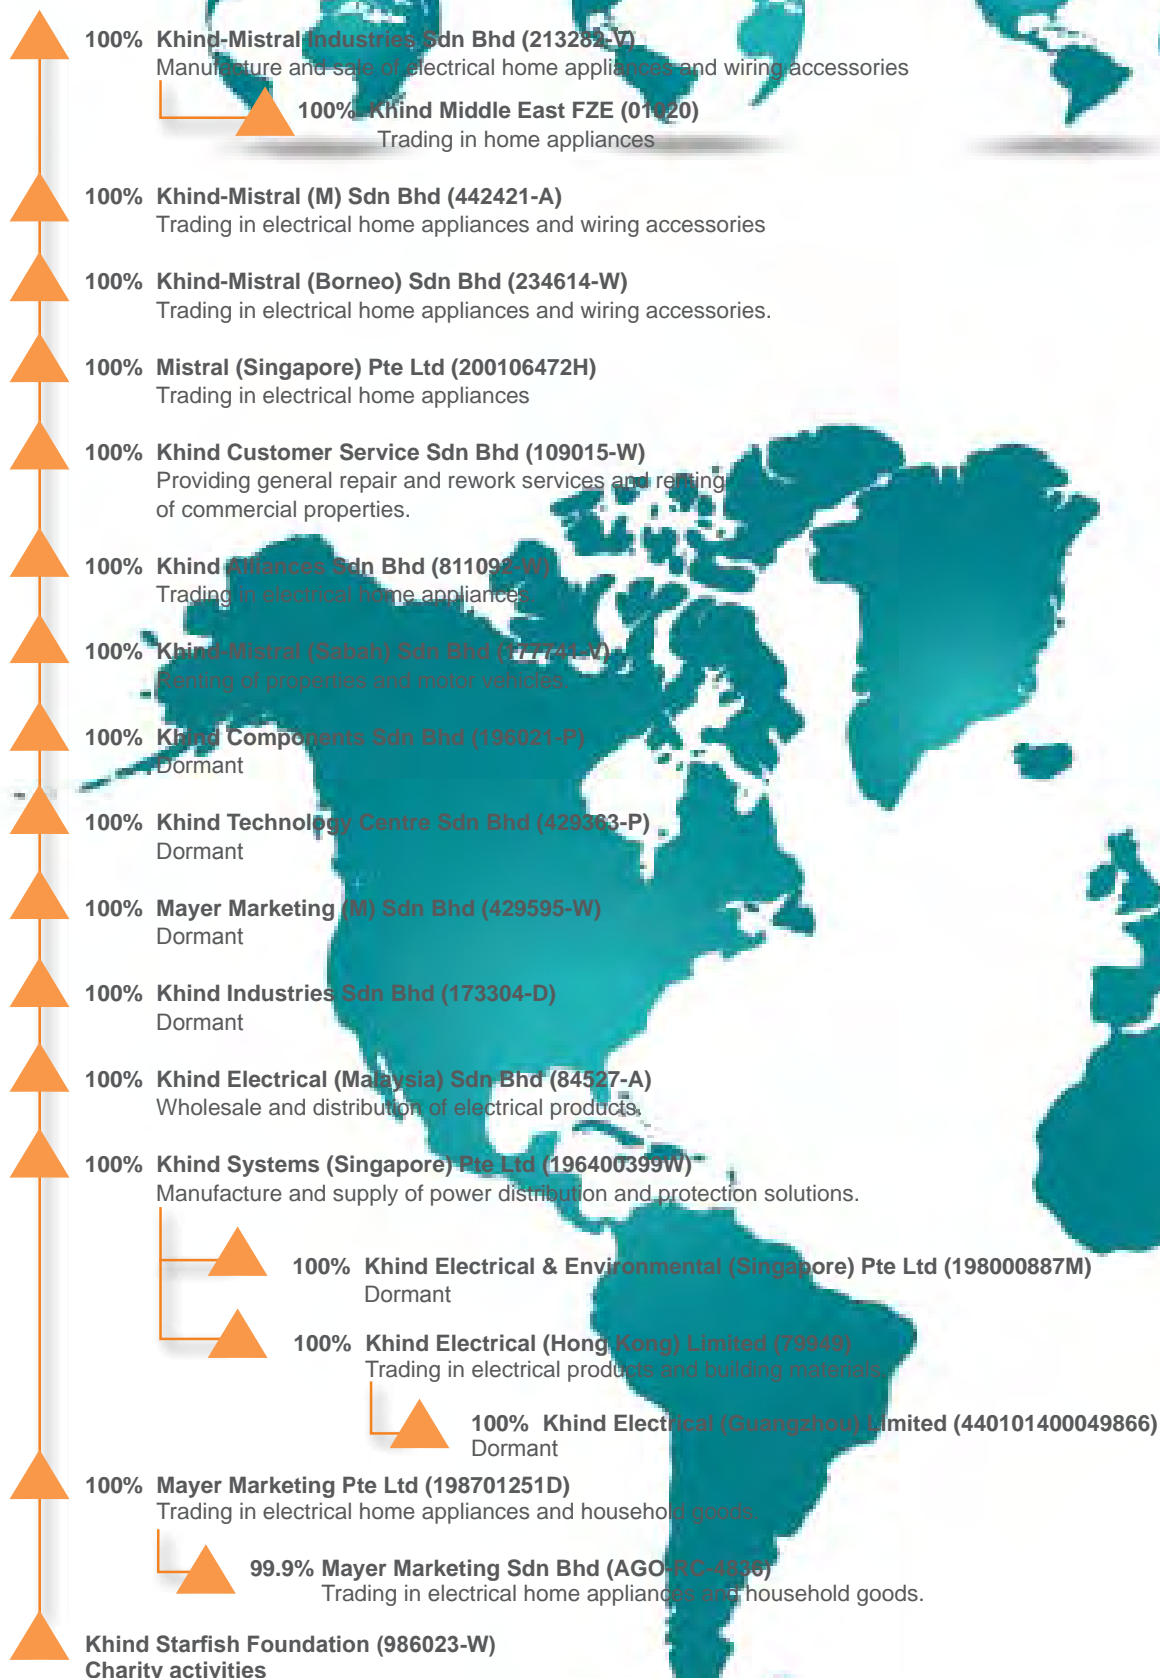 100% Khind-Mistral Industries Sdn Bhd (213282-V)
Manufacture and sale of electrical home appliances and wiring accessories
100% Khind Middle East FZE (01020)
Trading in home appliances
100% Khind-Mistral (M) Sdn Bhd (442421-A)
Trading in electrical home appliances and wiring accessories
100% Khind-Mistral (Borneo) Sdn Bhd (234614-W)
Trading in electrical home appliances and wiring accessories.
100% Mistral (Singapore) Pte Ltd (200106472H)
Trading in electrical home appliances
100% Khind Customer Service Sdn Bhd (109015-W)
Providing general repair and rework services and renting
of commercial properties.
100% Khind Alliances Sdn Bhd (811092-W)
Trading in electrical home appliances.
100% Khind-Mistral (Sabah) Sdn Bhd (177741-V)
Renting of properties and motor vehicles.
100% Khind Components Sdn Bhd (196021-P)
Dormant
100% Khind Technology Centre Sdn Bhd (429363-P)
Dormant
100% Mayer Marketing (M) Sdn Bhd (429595-W)
Dormant
100% Khind Industries Sdn Bhd (173304-D)
Dormant
100% Khind Electrical (Malaysia) Sdn Bhd (84527-A)
Wholesale and distribution of electrical products.
100% Khind Systems (Singapore) Pte Ltd (196400399W)
Manufacture and supply of power distribution and protection solutions.
100% Khind Electrical & Environmental (Singapore) Pte Ltd (198000887M)
Dormant
100% Khind Electrical (Hong Kong) Limited (79949)
Trading in electrical products and building materials.
100% Khind Electrical (Guangzhou) Limited (440101400049866)
Dormant
100% Mayer Marketing Pte Ltd (198701251D)
Trading in electrical home appliances and household goods.
99.9% Mayer Marketing Sdn Bhd (AGO-RC-4836)
Trading in electrical home appliances and household goods.
Khind Starfish Foundation (986023-W)
Charity activities